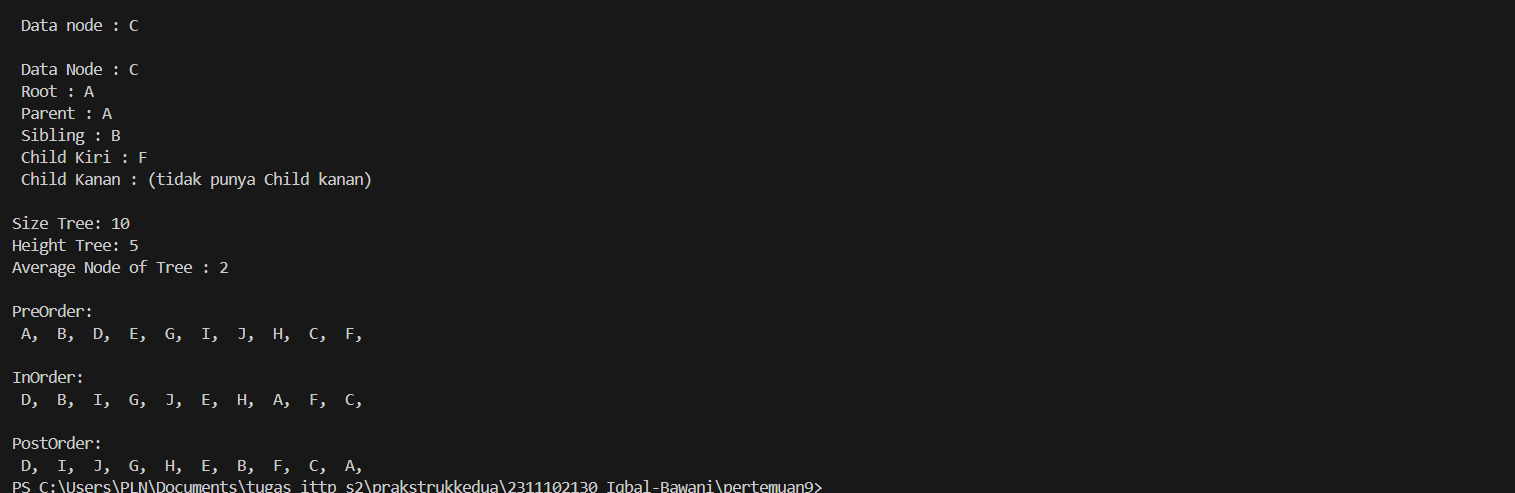 Data node : C
Data Node : C
Root : A
Parent : A
Sibling : B
Child Kiri : F
Child Kanan : (tidak punya Child kanan)
Size Tree: 10
Height Tree: 5
Average Node of Tree : 2
PreOrder:
A, B, D, E, G, I, J, H, C, F,
InOrder:
D, B, I, G, J, E, H, A, F, C,
PostOrder:
D, I, J, G, H, E, B, F, C, A,
PS C:\Users\PLN\Documents\tugas ittp s2\prakstrukkedua\2311102130_Iqbal-Bawani\pertemuan9>